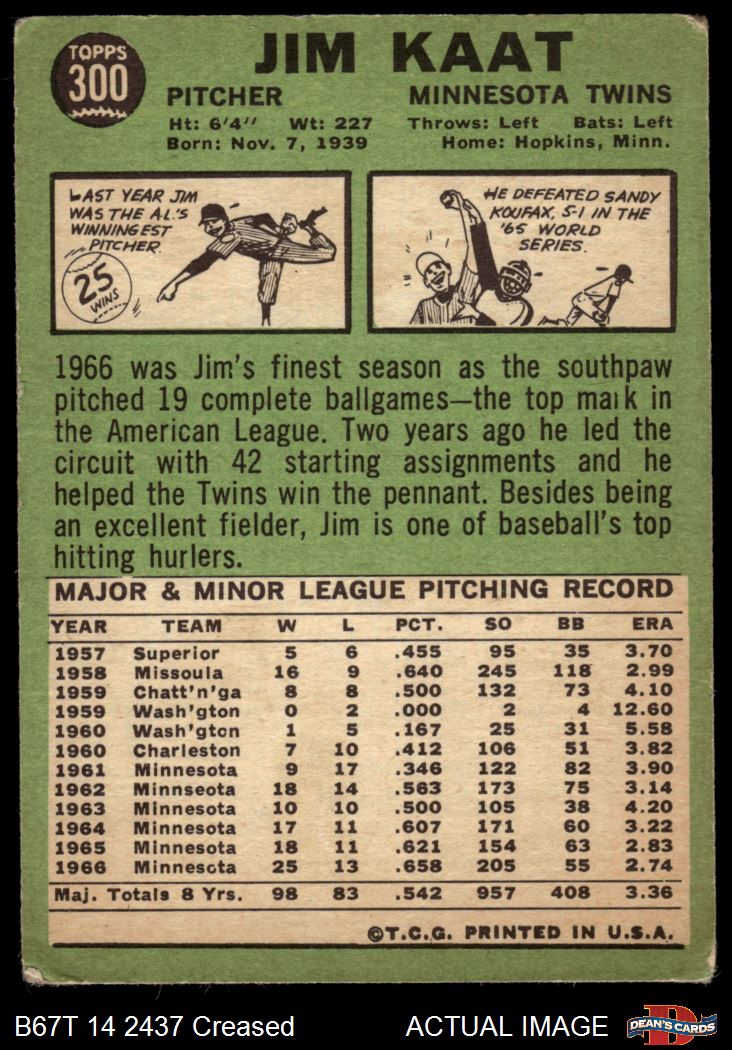 TOPPS
300
JIM KAAT
PITCHER MINNESOTA TWINS
Ht: 6'4" Wt: 227 Throws: Left Bats: Left
Born: Nov. 7, 1939 Home: Hopkins, Minn.
LAST YEAR JIM
WAS THE A.L.'S
WINNINGEST
PITCHER.
25
WINS
HE DEFEATED SANDY
KOUFAX, 5-1 IN THE
'65 WORLD
SERIES.
1966 was Jim's finest season as the southpaw
pitched 19 complete ballgames—the top mark in
the American League. Two years ago he led the
circuit with 42 starting assignments and he
helped the Twins win the pennant. Besides being
an excellent fielder, Jim is one of baseball's top
hitting hurlers.
MAJOR & MINOR LEAGUE PITCHING RECORD
YEAR TEAM W L PCT. SO BB ERA
1957 Superior 5 6 .455 95 35 3.70
1958 Missoula 16 9 .640 245 118 2.99
1959 Chatt'n'ga 8 8 .500 132 73 4.10
1959 Wash'gton 0 2 .000 2 4 12.60
1960 Wash'gton 1 5 .167 25 31 5.58
1960 Charleston 7 10 .412 106 51 3.82
1961 Minnesota 9 17 .346 122 82 3.90
1962 Minnseota 18 14 .563 173 75 3.14
1963 Minnesota 10 10 .500 105 38 4.20
1964 Minnesota 17 11 .607 171 60 3.22
1965 Minnesota 18 11 .621 154 63 2.83
1966 Minnesota 25 13 .658 205 55 2.74
Maj. Totals 8 Yrs. 98 83 .542 957 408 3.36
©T.C.G. PRINTED IN U.S.A.
B67T 14 2437 Creased ACTUAL IMAGE DEAN'S CARDS